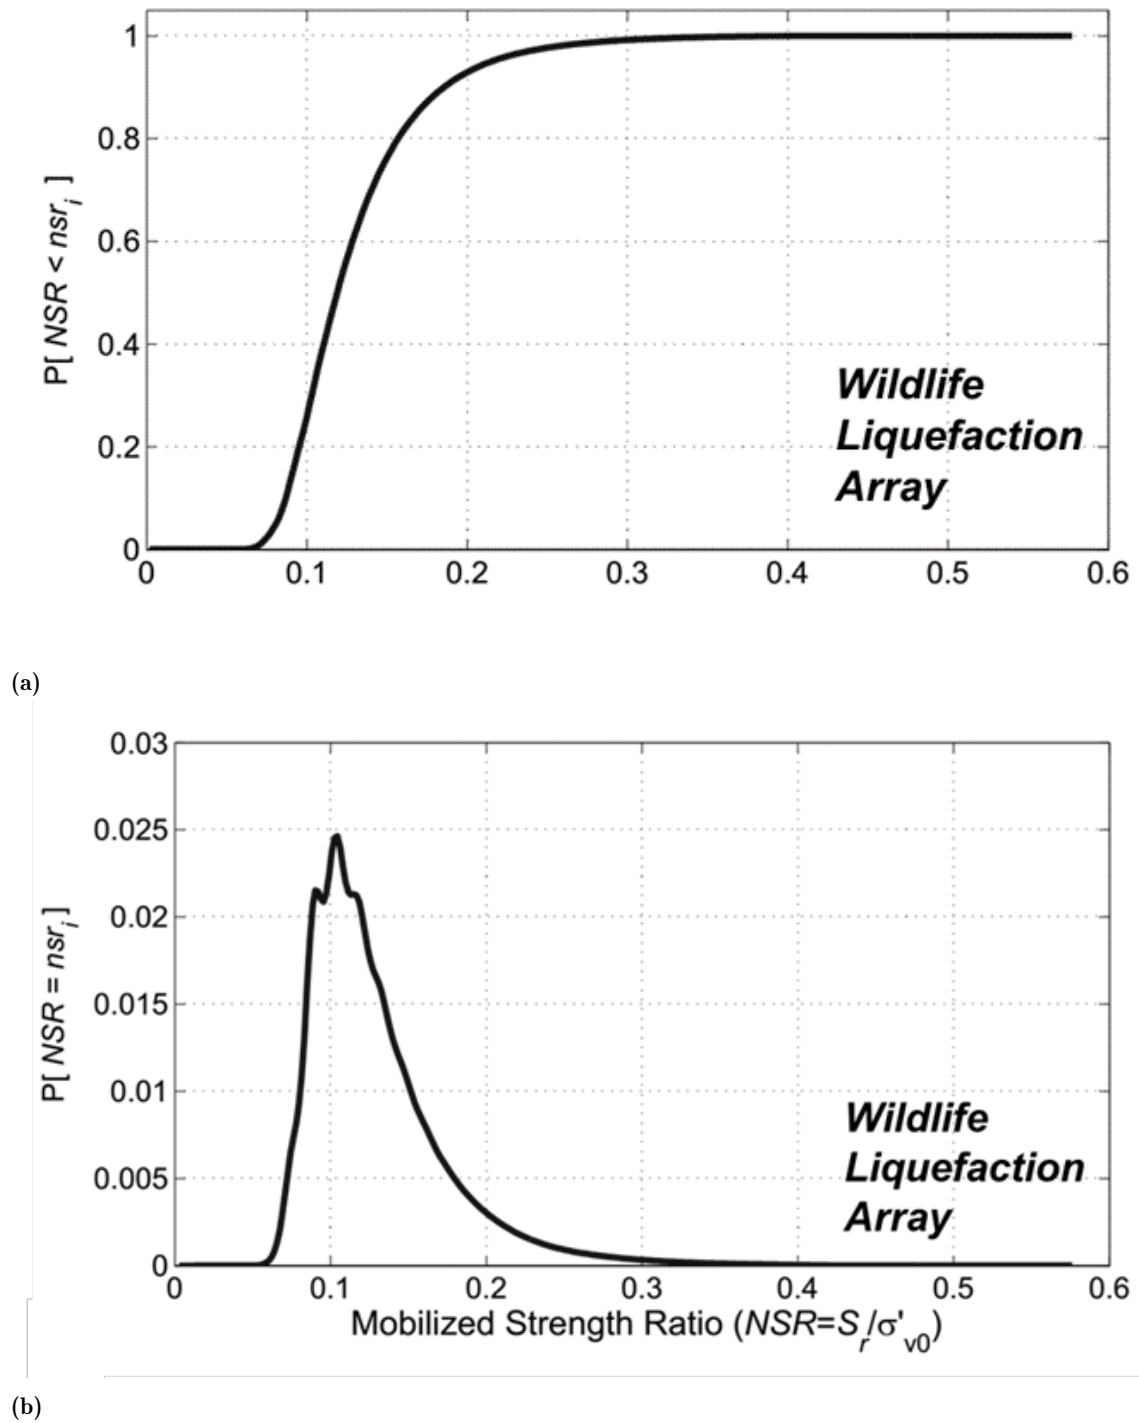 1
0.8
0.6
0.4
0.2
0
P[ NSR < nsr_i ]
Wildlife
Liquefaction
Array
0 0.1 0.2 0.3 0.4 0.5 0.6
(a)
0.03
0.025
0.02
0.015
0.01
0.005
0
P[ NSR = nsr_i ]
Wildlife
Liquefaction
Array
0 0.1 0.2 0.3 0.4 0.5 0.6
Mobilized Strength Ratio (NSR=S_r/σ'_v0)
(b)